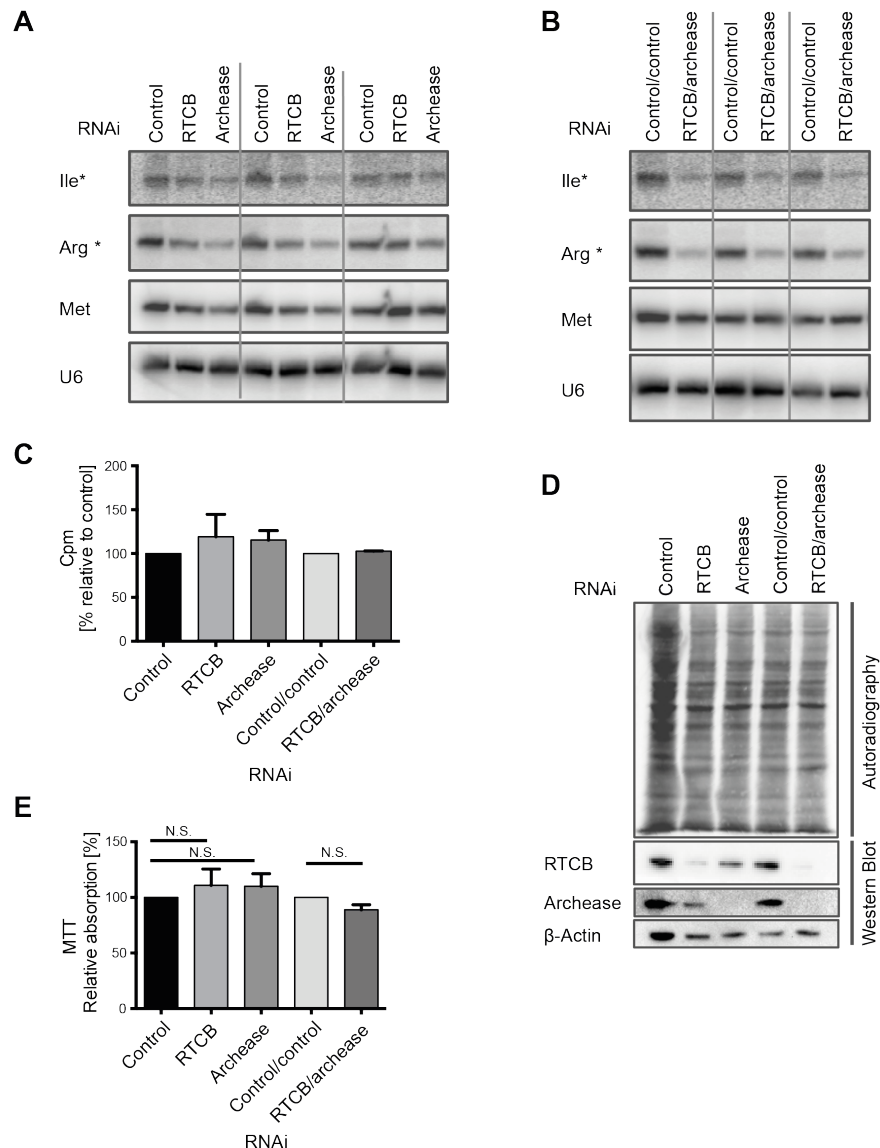 A
RNAi
Control
RTCB
Archease
Control
RTCB
Archease
Control
RTCB
Archease
Ile*
Arg *
Met
U6
B
RNAi
Control/control
RTCB/archease
Control/control
RTCB/archease
Control/control
RTCB/archease
Ile*
Arg *
Met
U6
C
Cpm
[% relative to control]
200
150
100
50
0
Control
RTCB
Archease
Control/control
RTCB/archease
RNAi
D
RNAi
Control
RTCB
Archease
Control/control
RTCB/archease
Autoradiography
RTCB
Archease
β-Actin
Western Blot
E
MTT
Relative absorption [%]
150
100
50
0
N.S.
N.S.
N.S.
Control
RTCB
Archease
Control/control
RTCB/archease
RNAi